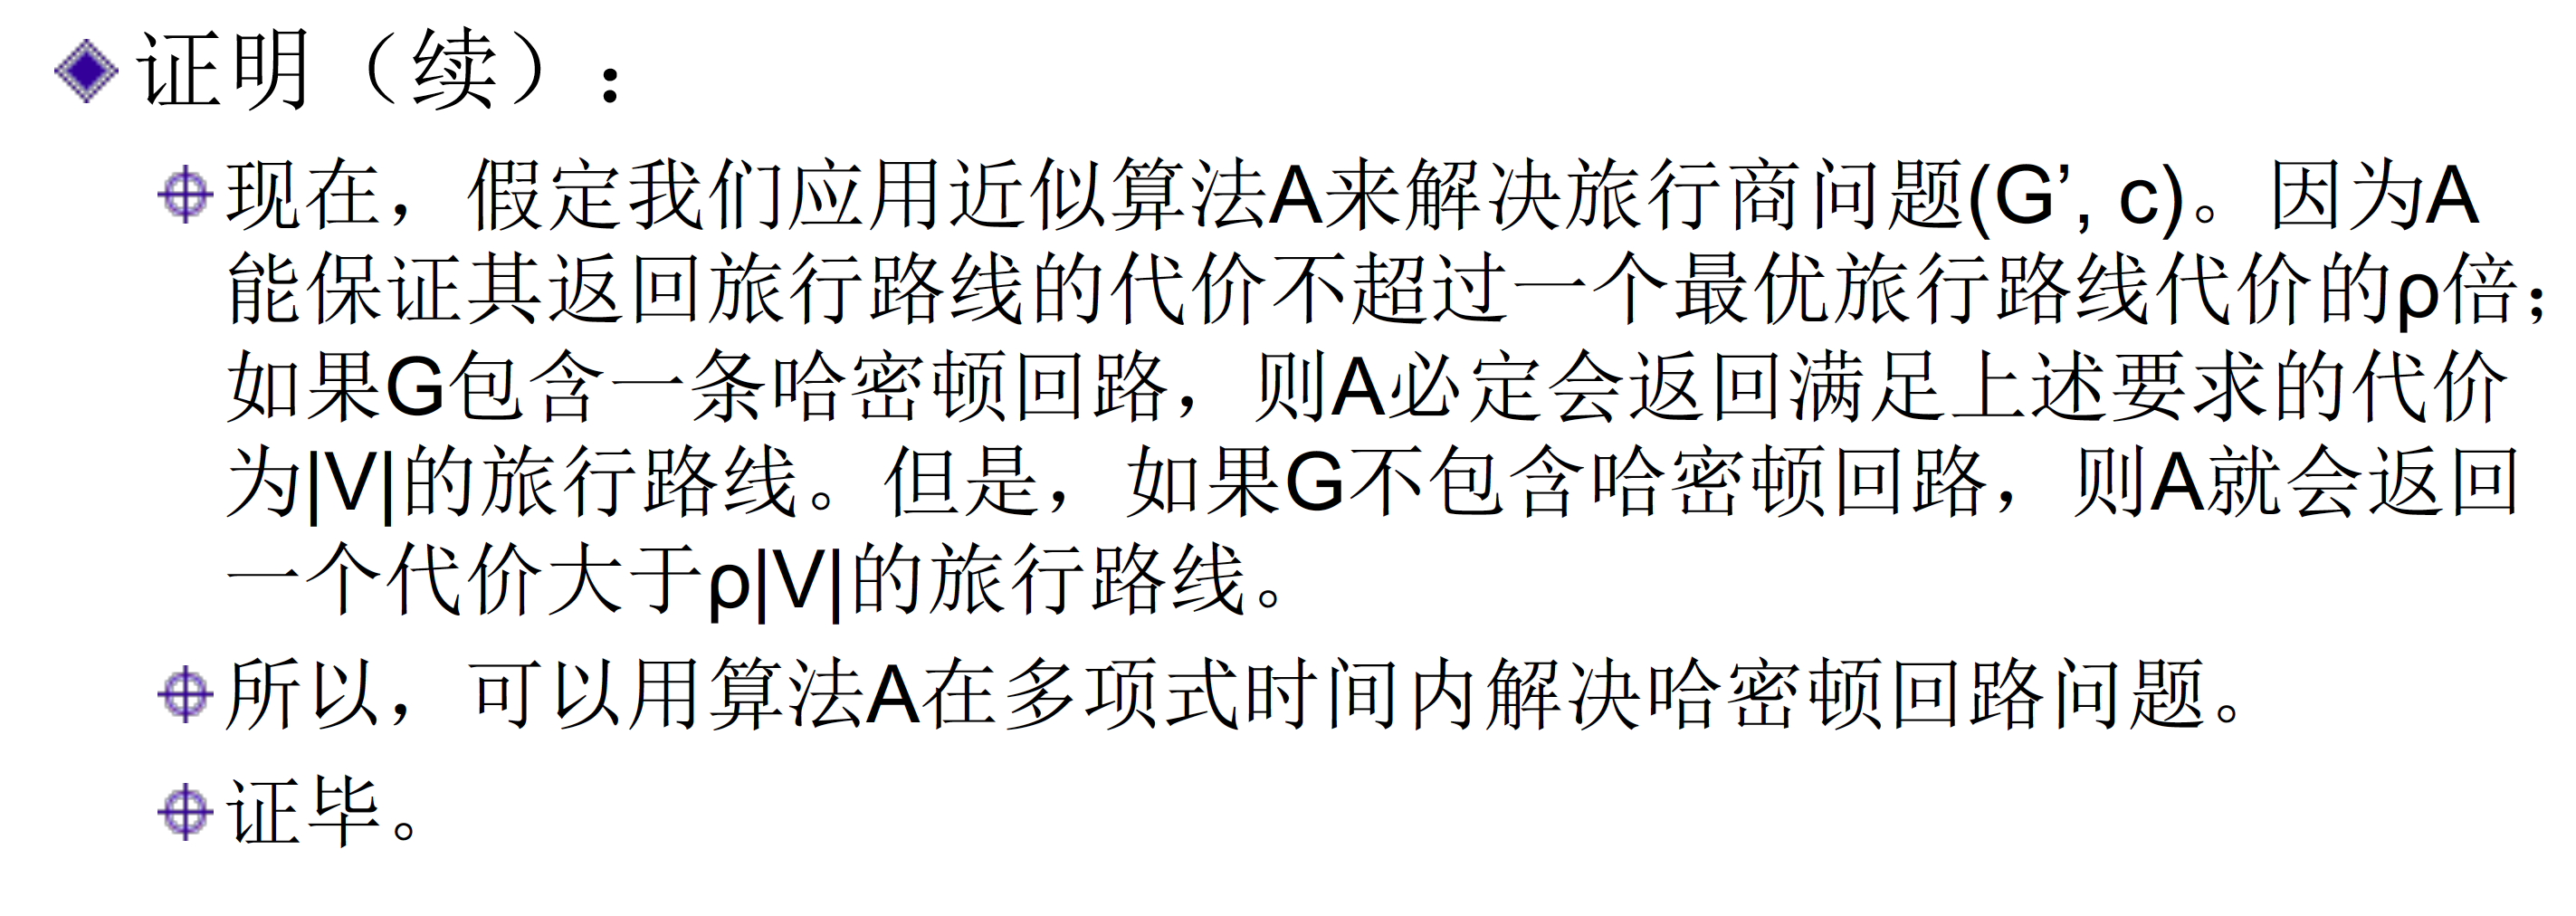 证明（续）：
现在，假定我们应用近似算法A来解决旅行商问题(G’, c)。因为A
能保证其返回旅行路线的代价不超过一个最优旅行路线代价的ρ倍；
如果G包含一条哈密顿回路，则A必定会返回满足上述要求的代价
为|V|的旅行路线。但是，如果G不包含哈密顿回路，则A就会返回
一个代价大于ρ|V|的旅行路线。
所以，可以用算法A在多项式时间内解决哈密顿回路问题。
证毕。